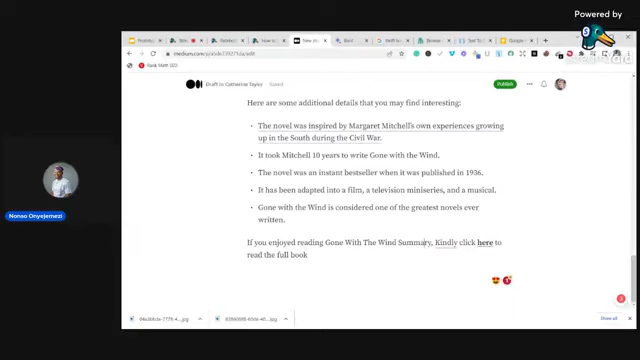 Powered by
medium.com
Draft in Catherine Taylor Saved
Publish
Here are some additional details that you may find interesting:
• The novel was inspired by Margaret Mitchell's own experiences growing
up in the South during the Civil War.
• It took Mitchell 10 years to write Gone with the Wind.
• The novel was an instant bestseller when it was published in 1936.
• It has been adapted into a film, a television miniseries, and a musical.
• Gone with the Wind is considered one of the greatest novels ever
written.
If you enjoyed reading Gone With The Wind Summary, Kindly click here to
read the full book
Nonso Onyejemezi
Show all